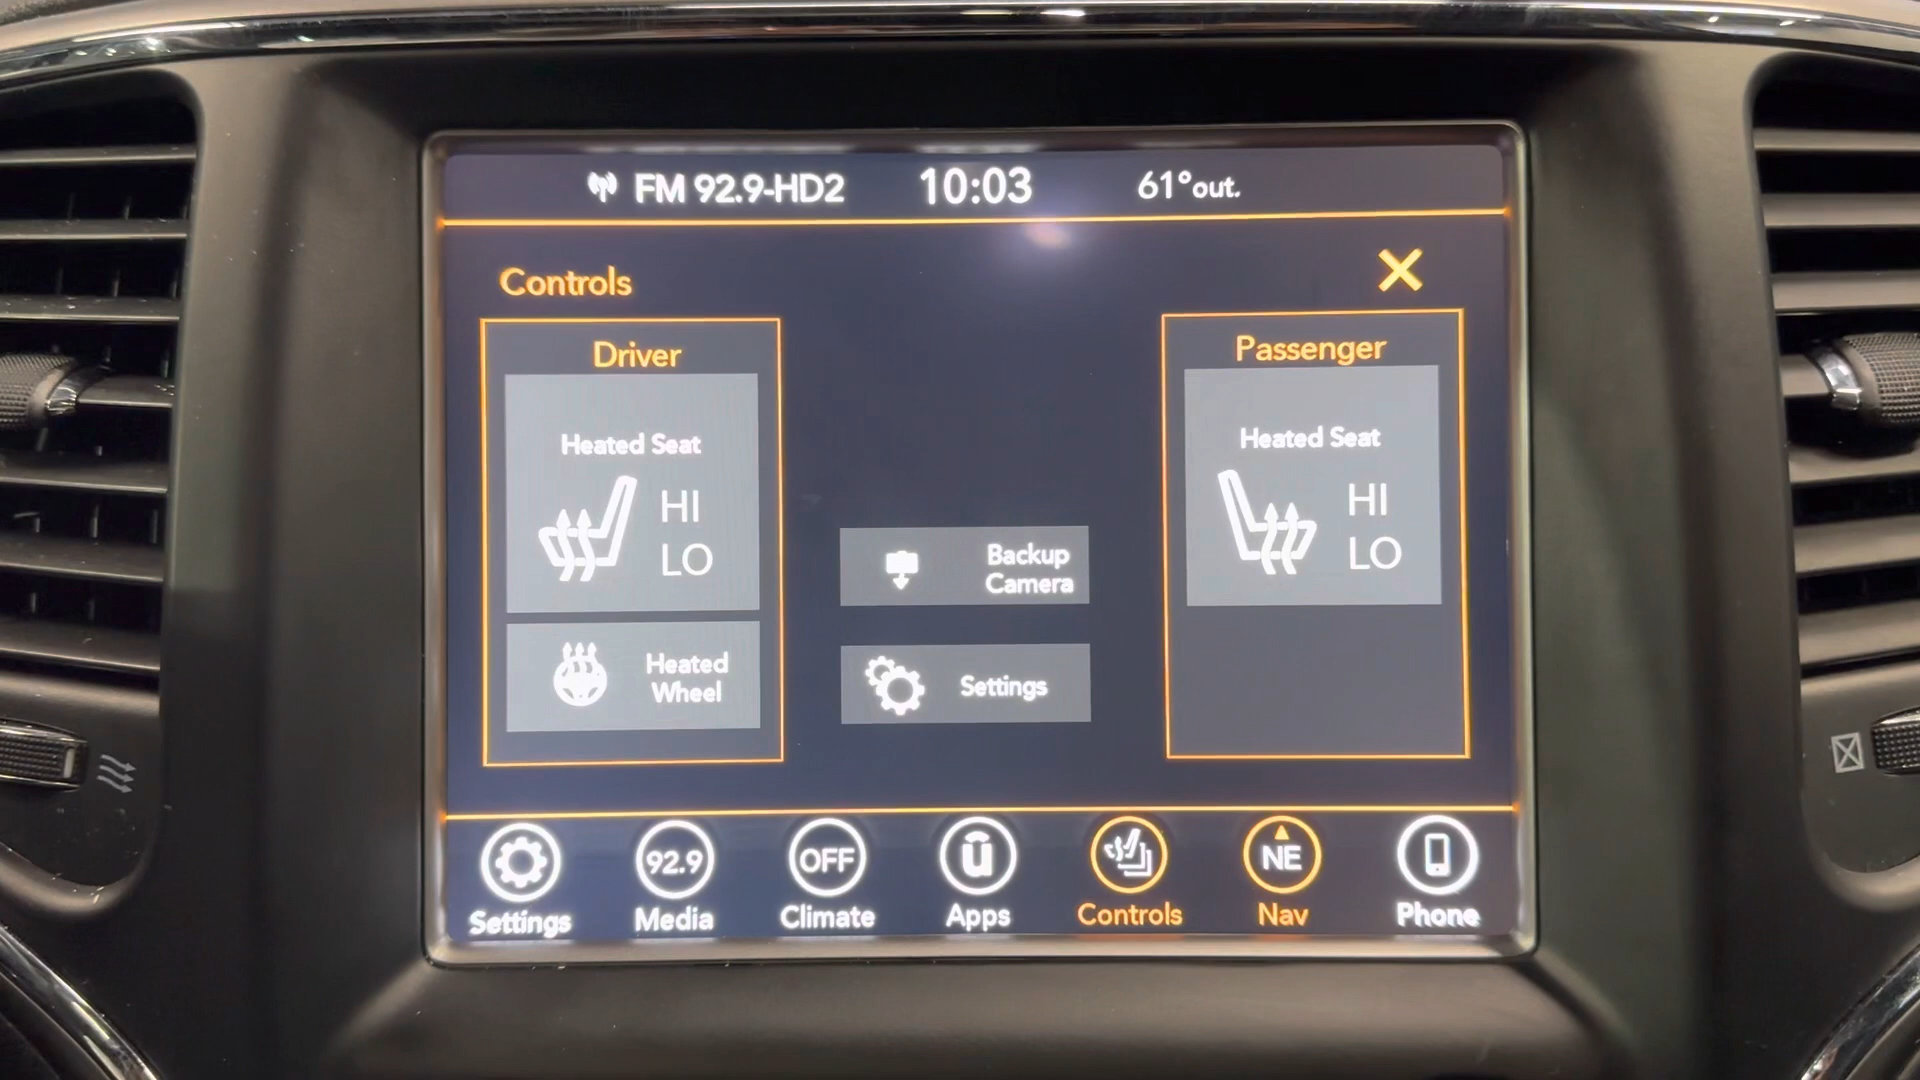 FM 92.9-HD2 10:03 61°out.
Controls
Driver
Heated Seat
HI
LO
Heated
Wheel
Backup
Camera
Settings
Passenger
Heated Seat
HI
LO
92.9 OFF u NE
Settings Media Climate Apps Controls Nav Phone